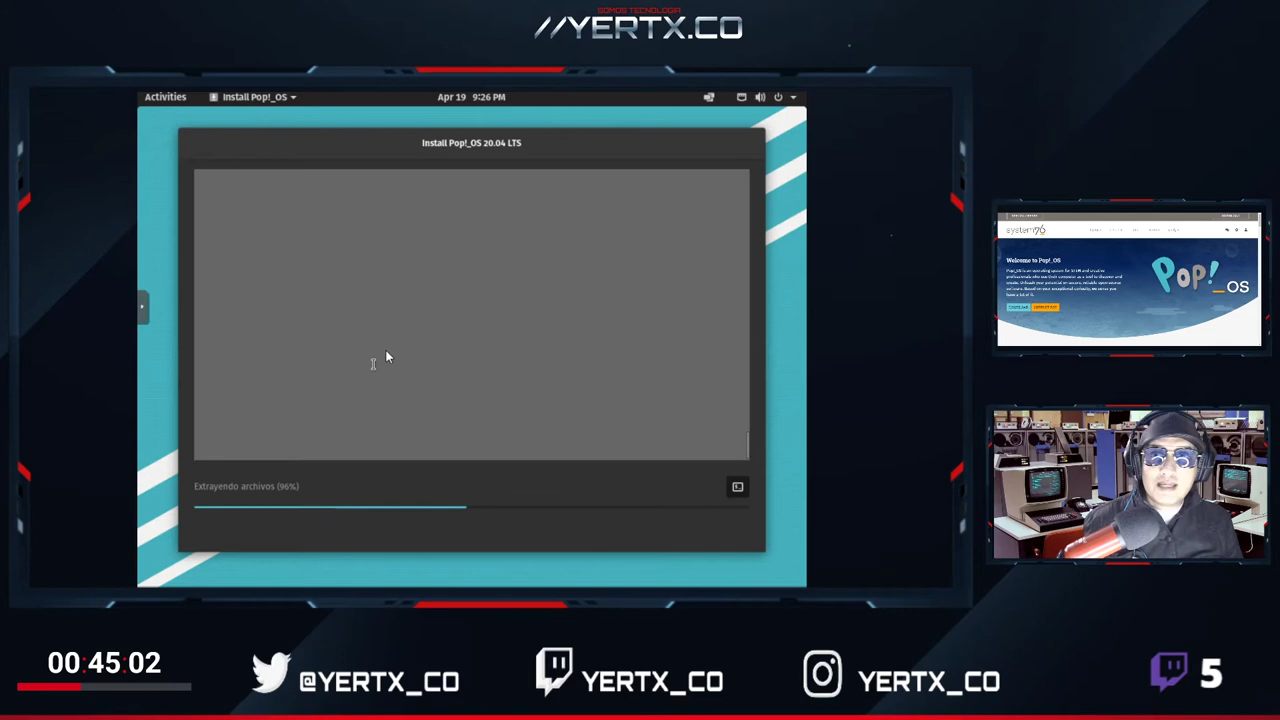 SOMOS TECNOLOGIA
//YERTX.CO
Activities
Install Pop!_OS
Apr 19 9:26 PM
Install Pop!_OS 20.04 LTS
Extrayendo archivos (96%)
system76
Welcome to Pop!_OS
Pop!_OS
00:45:02
@YERTX_CO
YERTX_CO
YERTX_CO
5